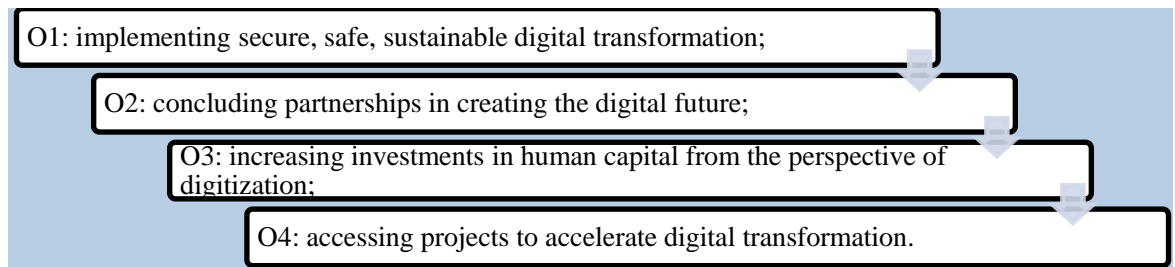 O1: implementing secure, safe, sustainable digital transformation;
O2: concluding partnerships in creating the digital future;
O3: increasing investments in human capital from the perspective of
digitization;
O4: accessing projects to accelerate digital transformation.